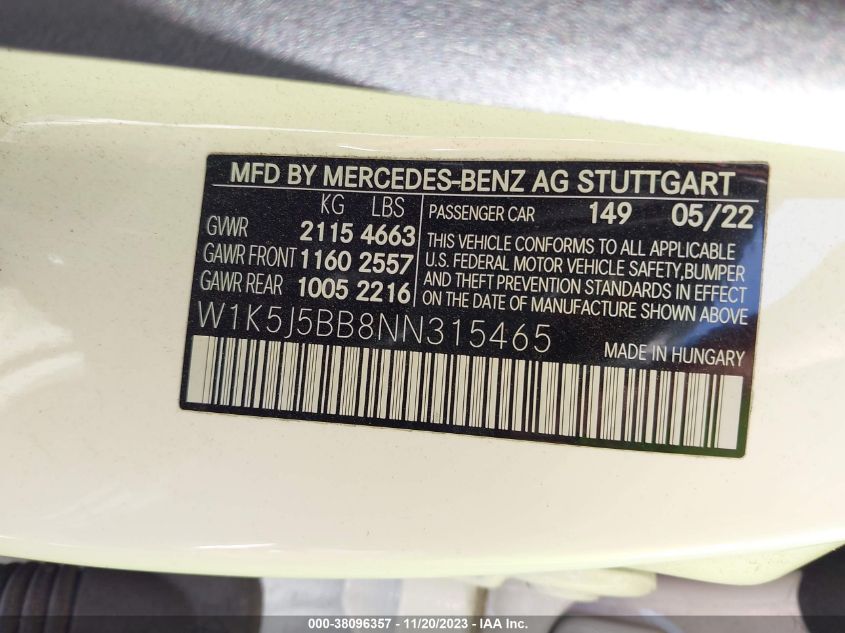 MFD BY MERCEDES-BENZ AG STUTTGART
KG LBS
GVWR 2115 4663
GAWR FRONT 1160 2557
GAWR REAR 1005 2216
PASSENGER CAR 149 05/22
THIS VEHICLE CONFORMS TO ALL APPLICABLE
U.S. FEDERAL MOTOR VEHICLE SAFETY,BUMPER
AND THEFT PREVENTION STANDARDS IN EFFECT
ON THE DATE OF MANUFACTURE SHOWN ABOVE
W1K5J5BB8NN315465
MADE IN HUNGARY
000-38096357 - 11/20/2023 - IAA Inc.